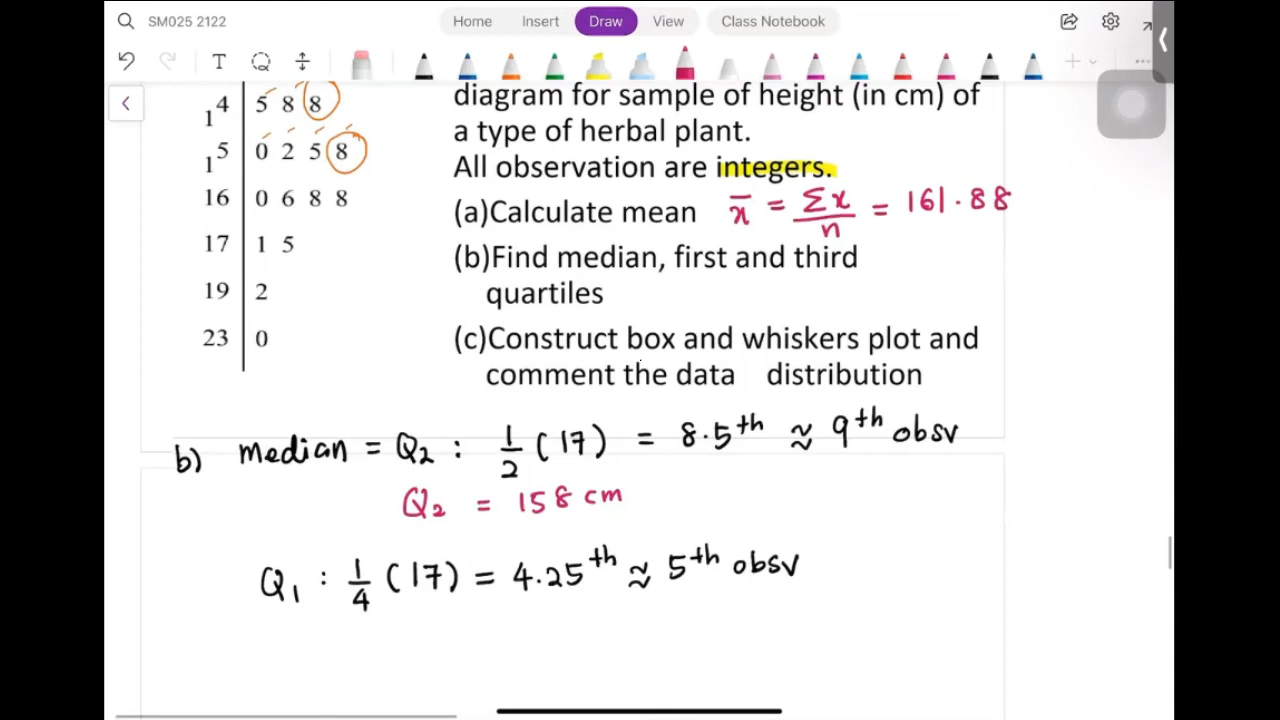 SM025 2122
Home Insert Draw View Class Notebook
T
14 | 5 8 8
15 | 0 2 5 8
16 | 0 6 8 8
17 | 1 5
19 | 2
23 | 0
diagram for sample of height (in cm) of
a type of herbal plant.
All observation are integers.
(a)Calculate mean x̄ = Σx/n = 161.88
(b)Find median, first and third
quartiles
(c)Construct box and whiskers plot and
comment the data distribution
b) median = Q₂ : 1/2 (17) = 8.5th ≈ 9th obsv
Q₂ = 158 cm
Q₁ : 1/4 (17) = 4.25th ≈ 5th obsv